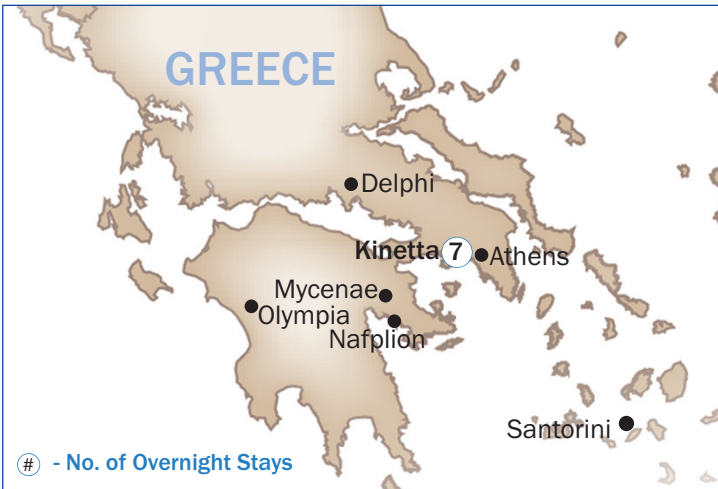 GREECE
Delphi
Kinetta 7
Athens
Mycenae
Olympia
Nafplion
Santorini
# - No. of Overnight Stays